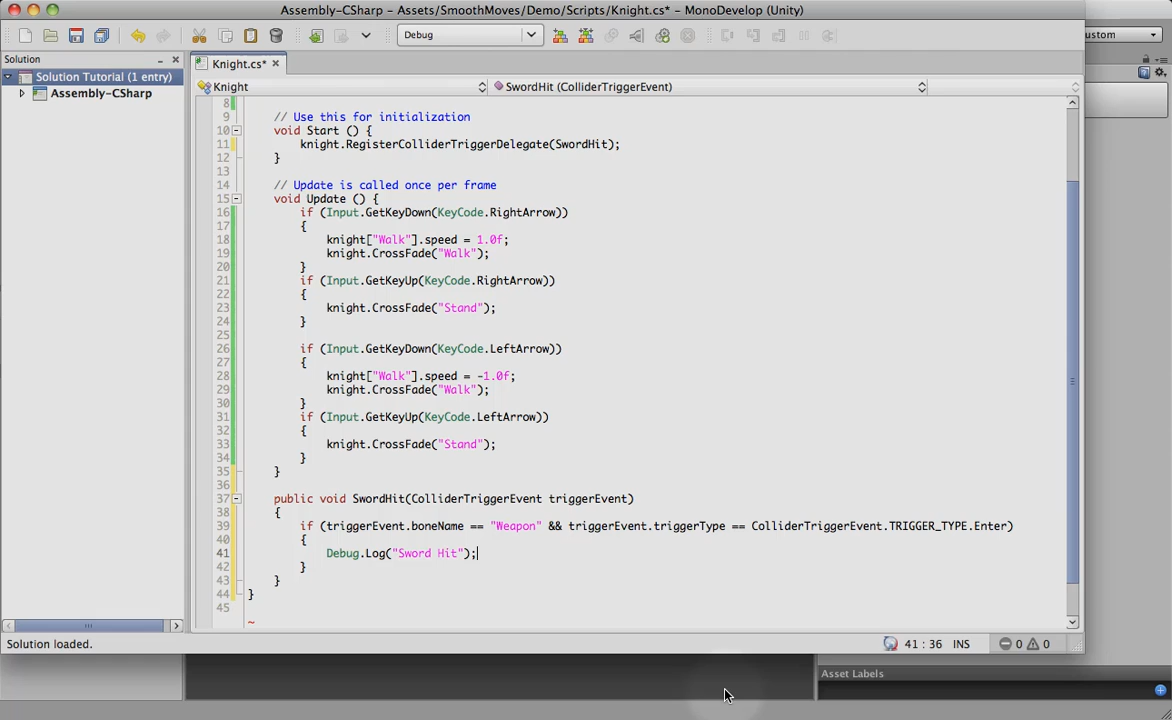 Assembly-CSharp – Assets/SmoothMoves/Demo/Scripts/Knight.cs* – MonoDevelop (Unity)
Debug
ustom
Solution
Knight.cs*
Solution Tutorial (1 entry)
Assembly-CSharp
Knight
SwordHit (ColliderTriggerEvent)
8
9 // Use this for initialization
10 void Start () {
11 knight.RegisterColliderTriggerDelegate(SwordHit);
12 }
13
14 // Update is called once per frame
15 void Update () {
16 if (Input.GetKeyDown(KeyCode.RightArrow))
17 {
18 knight["Walk"].speed = 1.0f;
19 knight.CrossFade("Walk");
20 }
21 if (Input.GetKeyUp(KeyCode.RightArrow))
22 {
23 knight.CrossFade("Stand");
24 }
25
26 if (Input.GetKeyDown(KeyCode.LeftArrow))
27 {
28 knight["Walk"].speed = -1.0f;
29 knight.CrossFade("Walk");
30 }
31 if (Input.GetKeyUp(KeyCode.LeftArrow))
32 {
33 knight.CrossFade("Stand");
34 }
35 }
36
37 public void SwordHit(ColliderTriggerEvent triggerEvent)
38 {
39 if (triggerEvent.boneName == "Weapon" && triggerEvent.triggerType == ColliderTriggerEvent.TRIGGER_TYPE.Enter)
40 {
41 Debug.Log("Sword Hit");
42 }
43 }
44 }
45
~
Solution loaded.
41 : 36 INS
0 0
Asset Labels